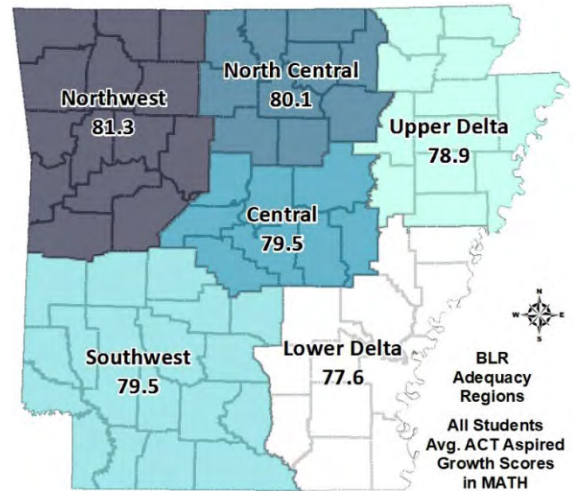 Northwest
81.3
North Central
80.1
Upper Delta
78.9
Central
79.5
Southwest
79.5
Lower Delta
77.6
N
W E
S
BLR
Adequacy
Regions
All Students
Avg. ACT Aspired
Growth Scores
in MATH